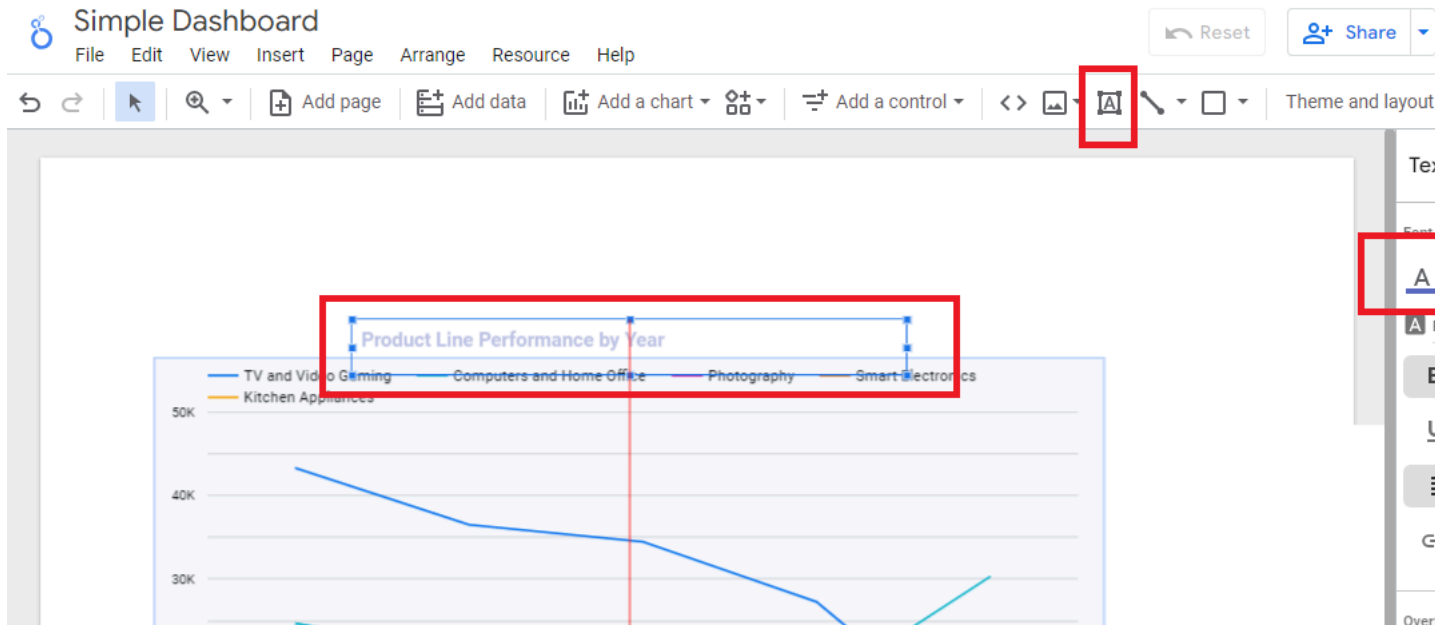 Simple Dashboard
Reset
Share
File Edit View Insert Page Arrange Resource Help
Add page Add data Add a chart Add a control A Theme and layout
Font
A
A
Product Line Performance by Year
TV and Video Gaming Computers and Home Office Photography Smart Electronics
Kitchen Appliances
50K
40K
30K